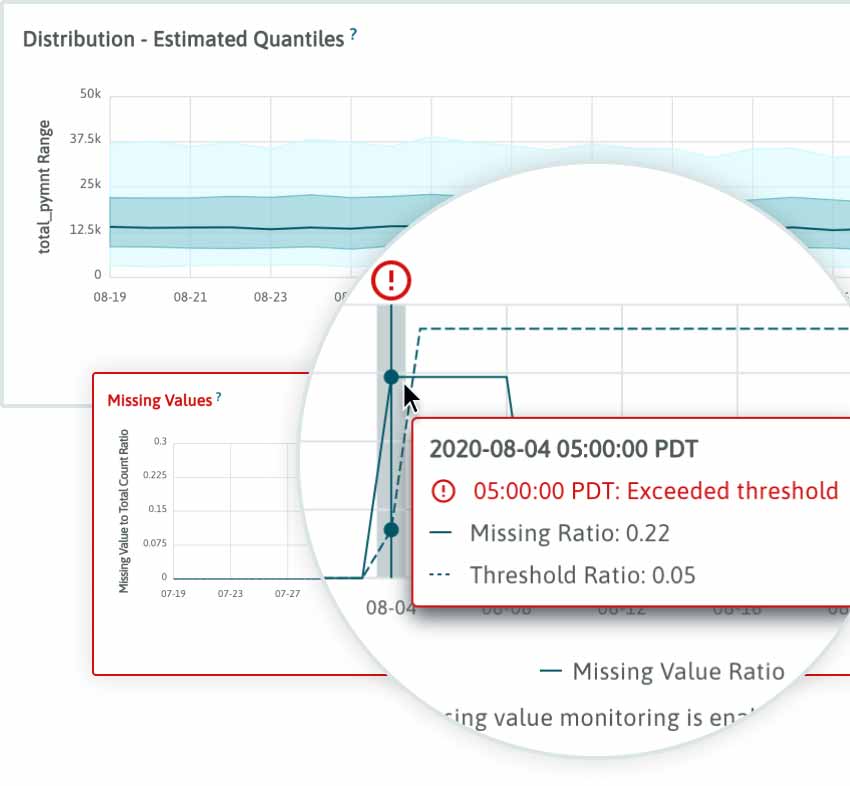 Distribution - Estimated Quantiles ?
total_pymnt Range
50k
37.5k
25k
12.5k
0
08-19
08-21
08-23
!
Missing Values ?
Missing Value to Total Count Ratio
0.3
0.225
0.15
0.075
0
07-19
07-23
07-27
08-04
2020-08-04 05:00:00 PDT
! 05:00:00 PDT: Exceeded threshold
Missing Ratio: 0.22
Threshold Ratio: 0.05
08-08
08-12
08-16
Missing Value Ratio
value monitoring is